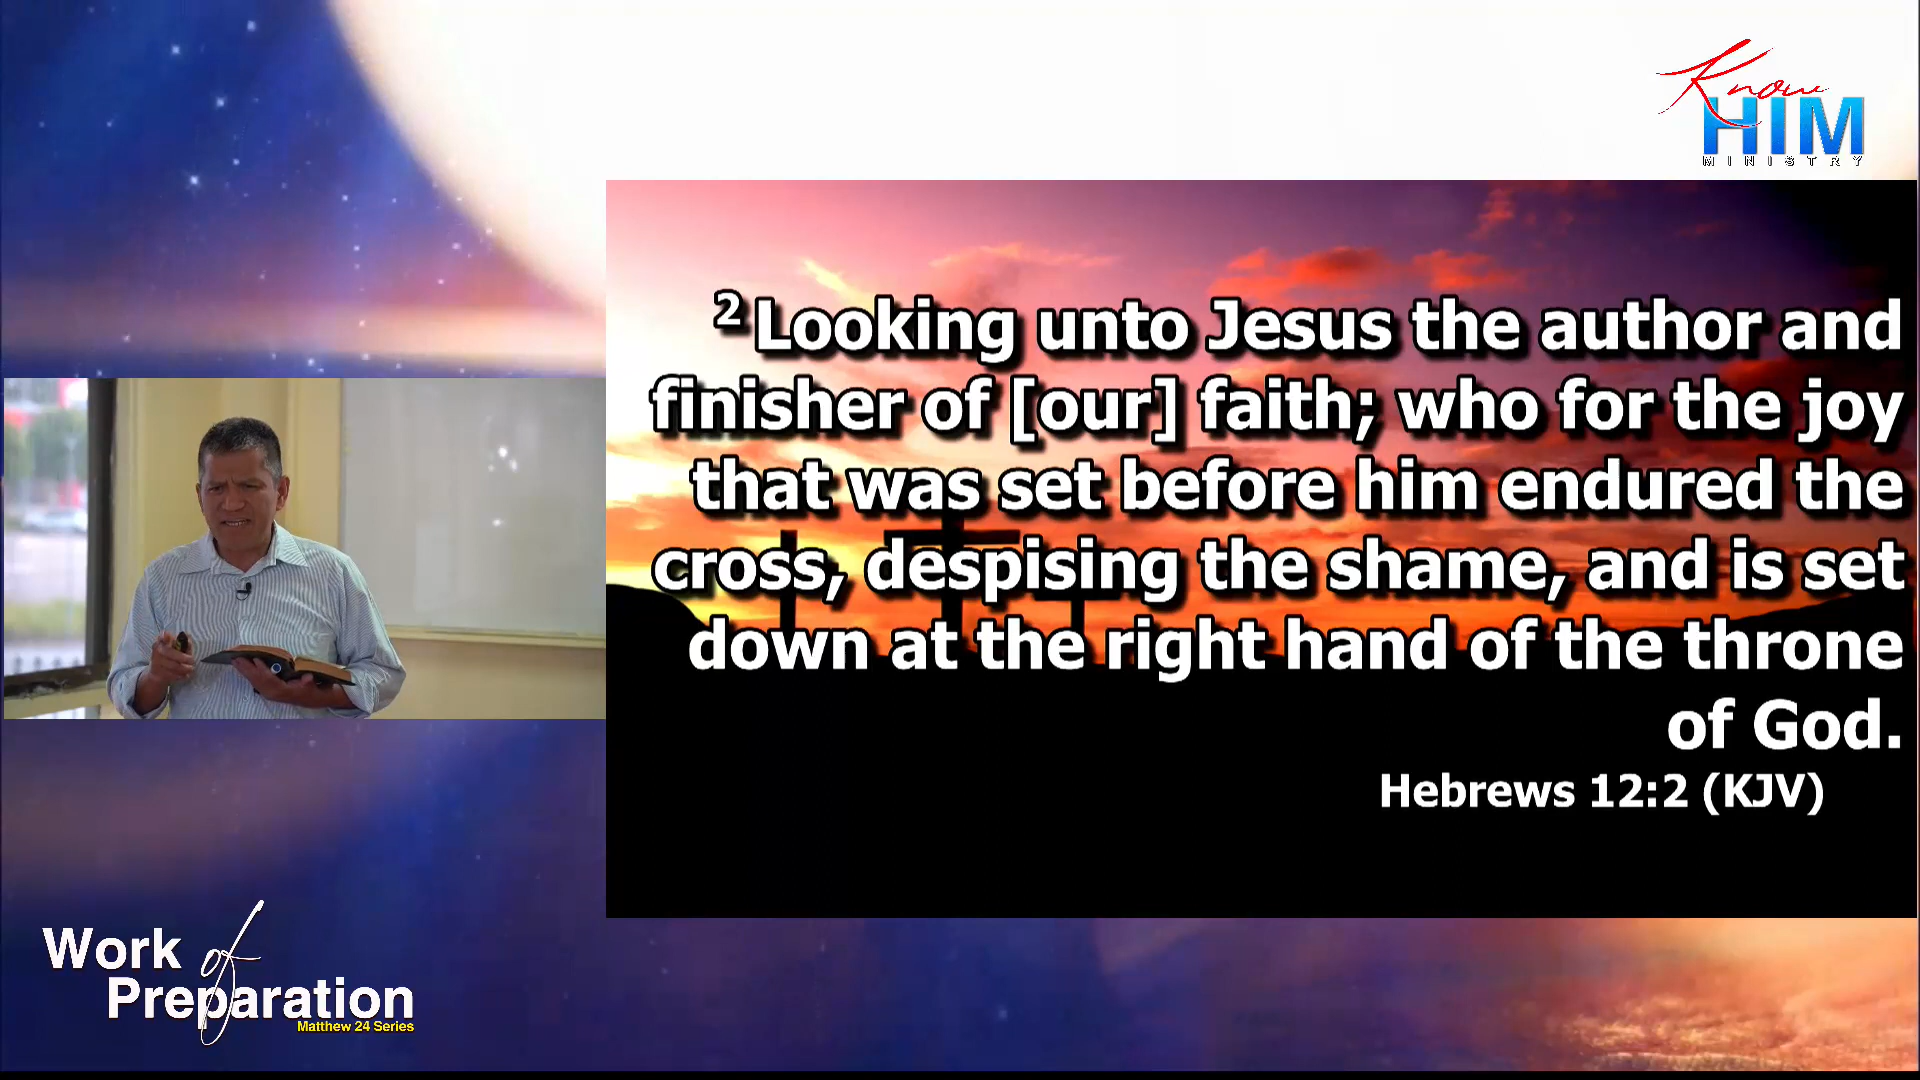 Know
HIM
MINISTRY
2 Looking unto Jesus the author and
finisher of [our] faith; who for the joy
that was set before him endured the
cross, despising the shame, and is set
down at the right hand of the throne
of God.
Hebrews 12:2 (KJV)
Work of
Preparation
Matthew 24 Series